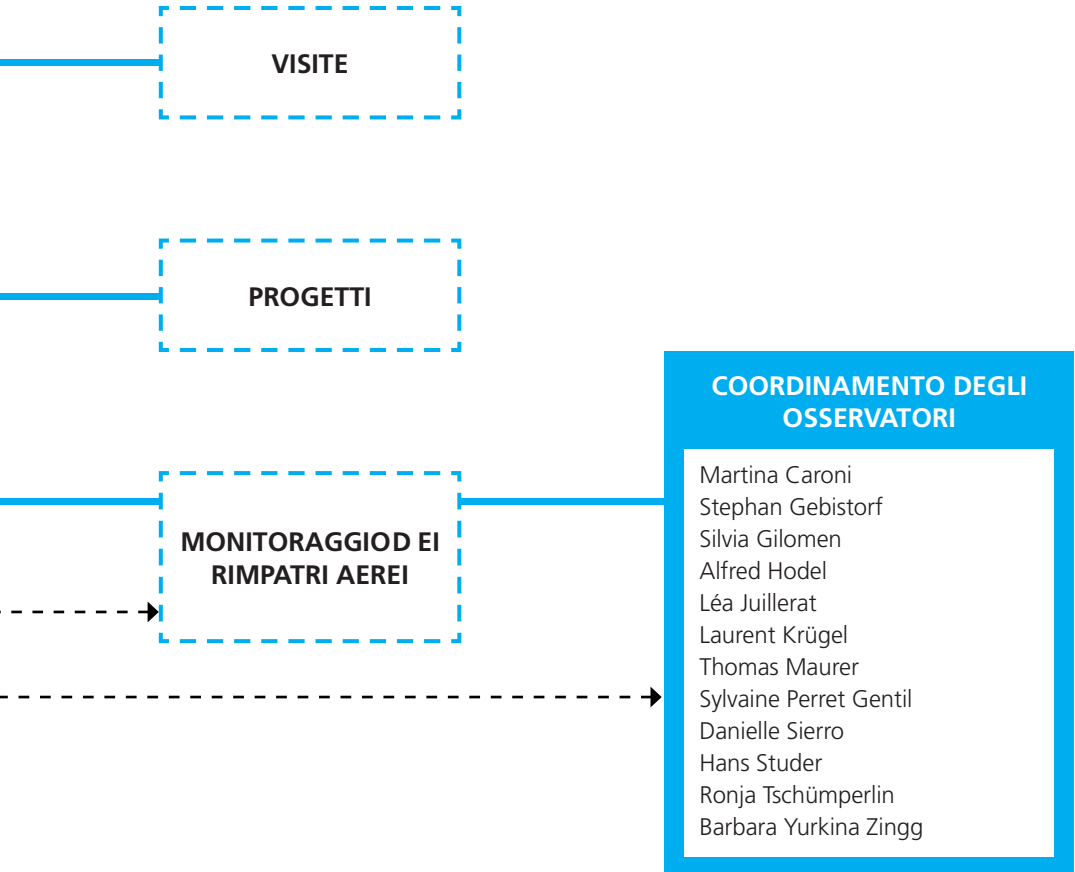 VISITE
PROGETTI
MONITORAGGIOD EI
RIMPATRI AEREI
COORDINAMENTO DEGLI
OSSERVATORI
Martina Caroni
Stephan Gebistorf
Silvia Gilomen
Alfred Hodel
Léa Juillerat
Laurent Krügel
Thomas Maurer
Sylvaine Perret Gentil
Danielle Sierro
Hans Studer
Ronja Tschümperlin
Barbara Yurkina Zingg